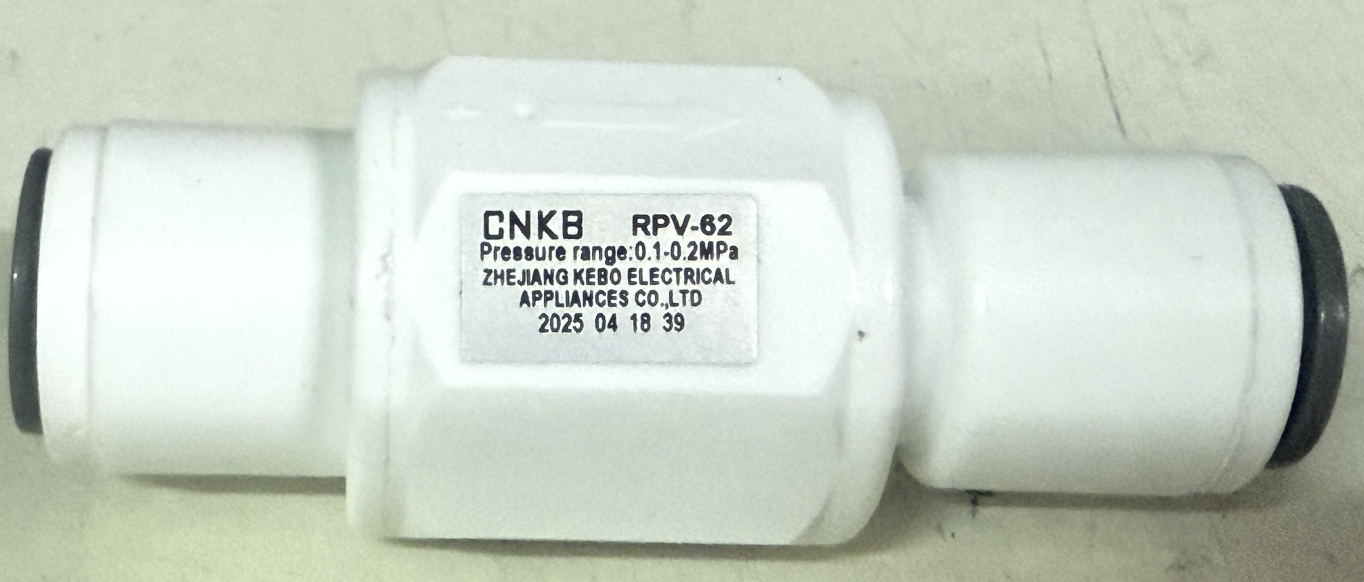 CNKB RPV-62
Pressure range:0.1-0.2MPa
ZHEJIANG KEBO ELECTRICAL
APPLIANCES CO.,LTD
2025 04 18 39